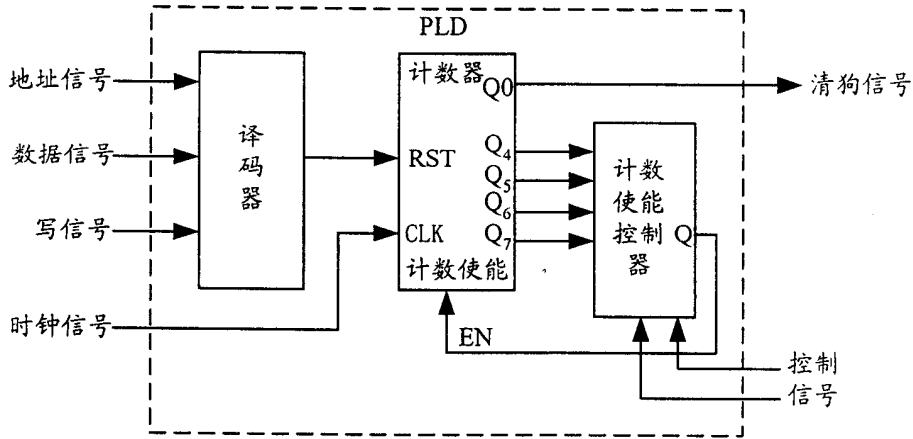 PLD
地址信号
数据信号
写信号
时钟信号
译码器
计数器
Q0
RST
CLK
Q4
Q5
Q6
Q7
计数使能
EN
计数使能控制器
Q
清狗信号
控制
信号